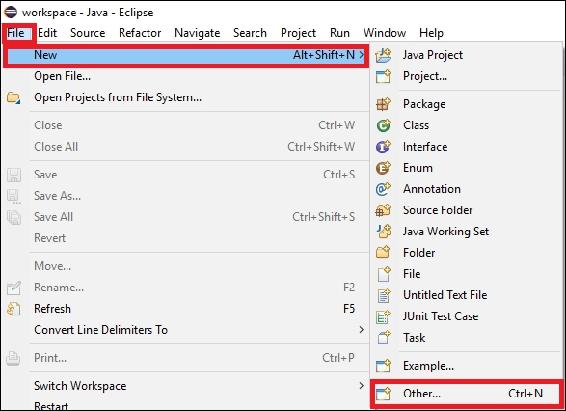 workspace - Java - Eclipse
File Edit Source Refactor Navigate Search Project Run Window Help
New Alt+Shift+N
Open File...
Open Projects from File System...
Close Ctrl+W
Close All Ctrl+Shift+W
Save Ctrl+S
Save As...
Save All Ctrl+Shift+S
Revert
Move...
Rename... F2
Refresh F5
Convert Line Delimiters To
Print... Ctrl+P
Switch Workspace
Restart
Java Project
Project...
Package
Class
Interface
Enum
Annotation
Source Folder
Java Working Set
Folder
File
Untitled Text File
JUnit Test Case
Task
Example...
Other... Ctrl+N